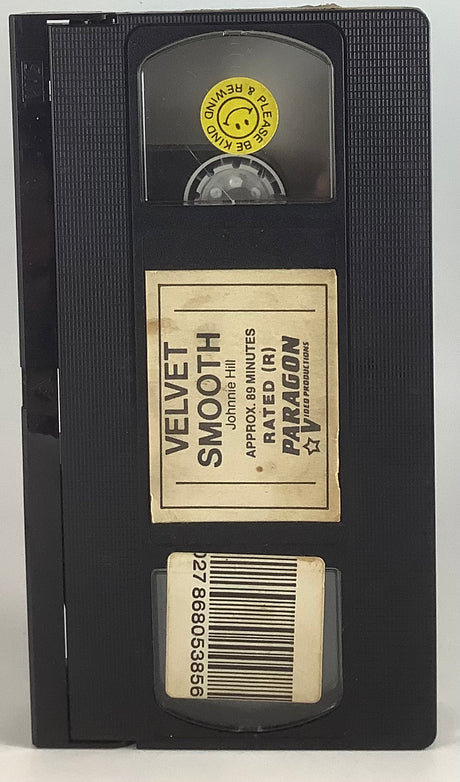 PLEASE BE KIND & REWIND
VELVET
SMOOTH
Johnnie Hill
APPROX. 89 MINUTES
RATED (R)
PARAGON
VIDEO PRODUCTIONS
027 868053856